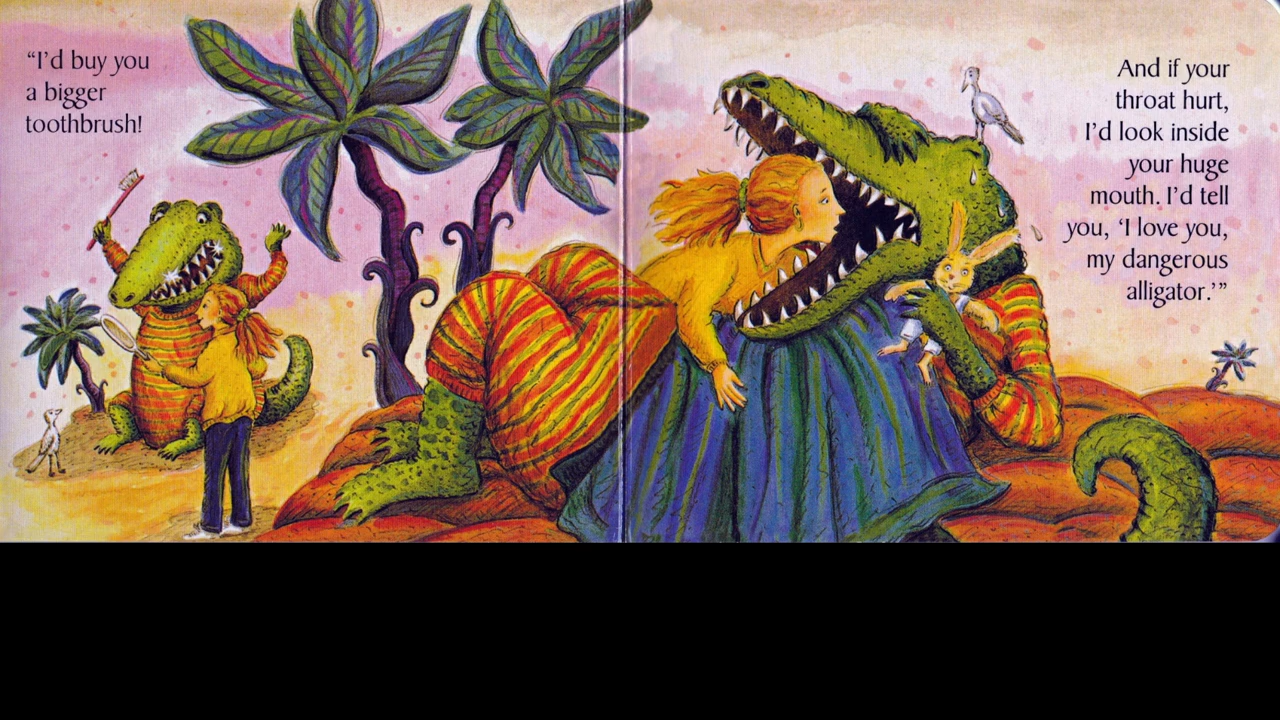 “I’d buy you
a bigger
toothbrush!
And if your
throat hurt,
I’d look inside
your huge
mouth. I’d tell
you, ‘I love you,
my dangerous
alligator.’”